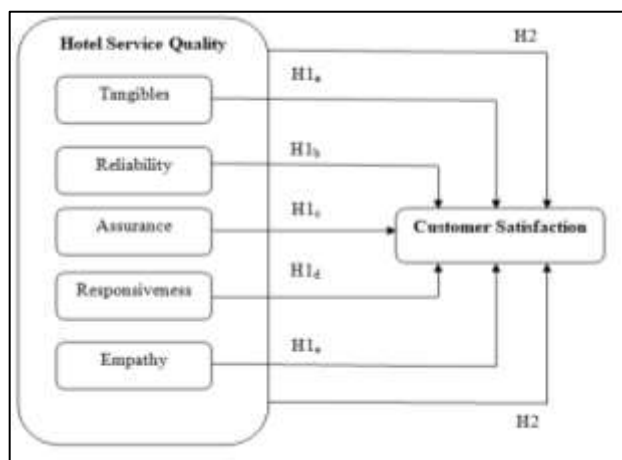 H2
Hotel Service Quality
H1a
Tangibles
H1b
Reliability
H1c
Assurance
Customer Satisfaction
H1d
Responsiveness
H1e
Empathy
H2